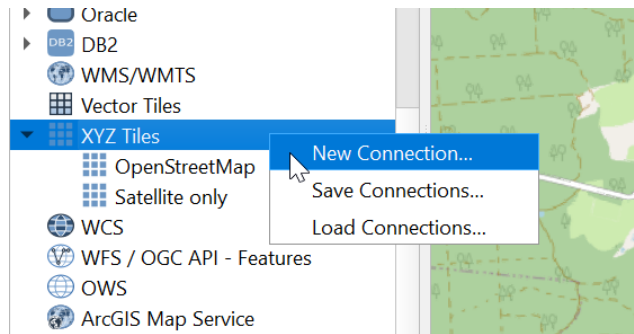 Oracle
DB2
DB2
WMS/WMTS
Vector Tiles
XYZ Tiles
New Connection...
OpenStreetMap
Save Connections...
Satellite only
Load Connections...
WCS
WFS / OGC API - Features
OWS
ArcGIS Map Service